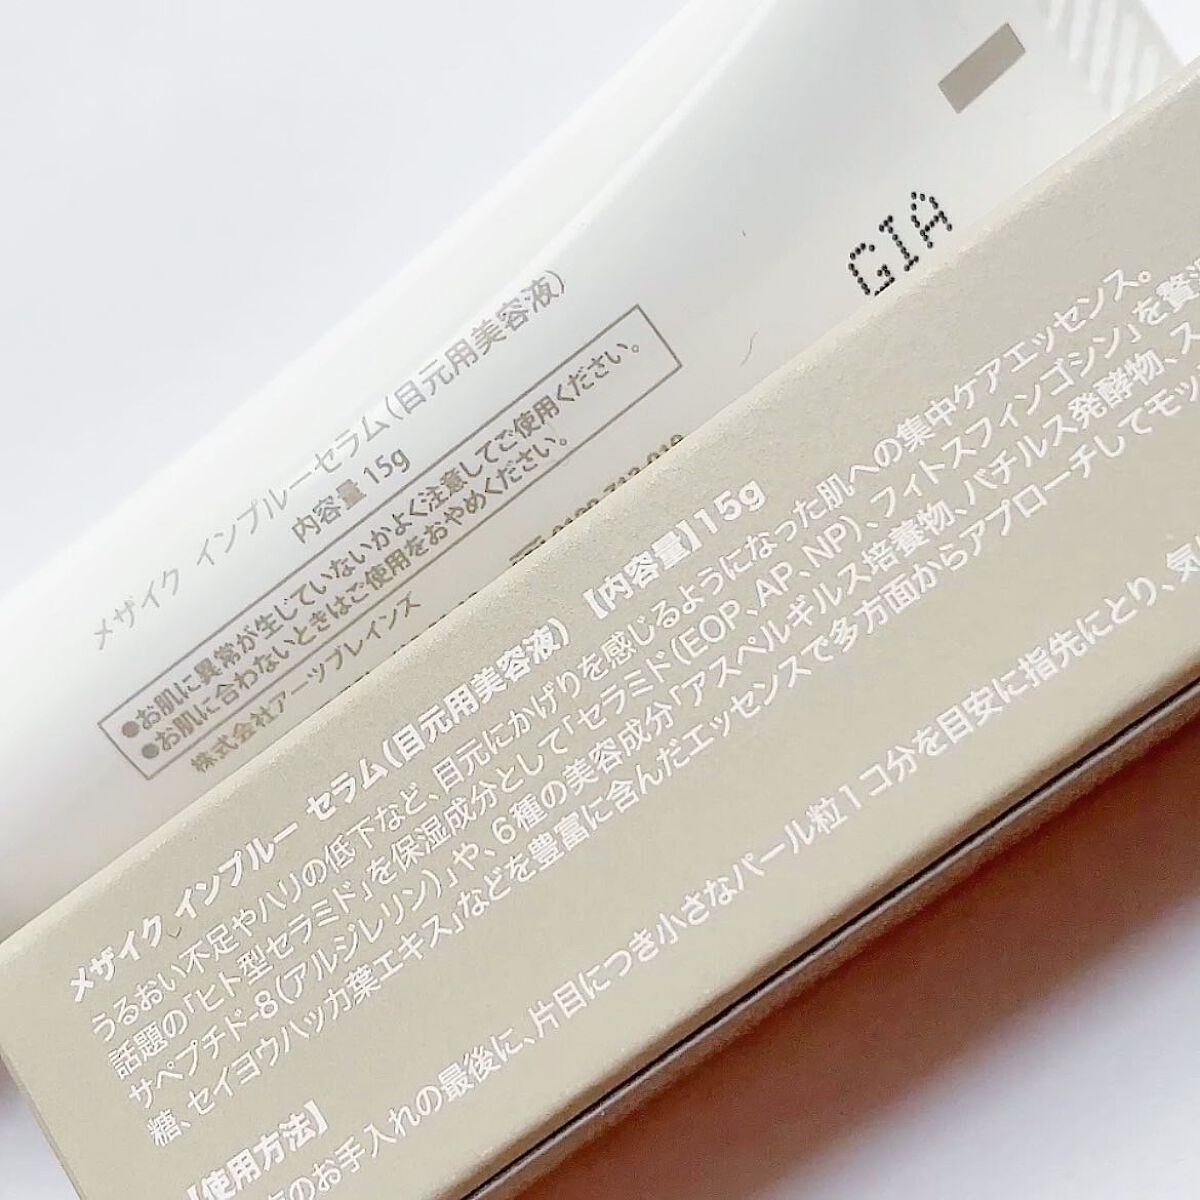 GIA
メザイク インプルーセラム(目元用美容液)
内容量 15g
●お肌に異常が生じていないかよく注意してご使用ください。
●お肌に合わないときはご使用をおやめください。
株式会社アーツブレインズ
メザイク インプルー セラム(目元用美容液) 【内容量】15g
うるおい不足やハリの低下など、目元にかげりを感じるようになった肌への集中ケアエッセンス。
話題の「ヒト型セラミド」を保湿成分として「セラミド(EOP、AP、NP)、フィトスフィンゴシン」を贅沢
サペプチド-8(アルジレリン)」や、6種の美容成分「アスペルギルス培養物、バチルス発酵物、ス
糖、セイヨウハッカ葉エキス」などを豊富に含んだエッセンスで多方面からアプローチしてモッ
【使用方法】
のお手入れの最後に、片目につき小さなパール粒1コ分を目安に指先にとり、気